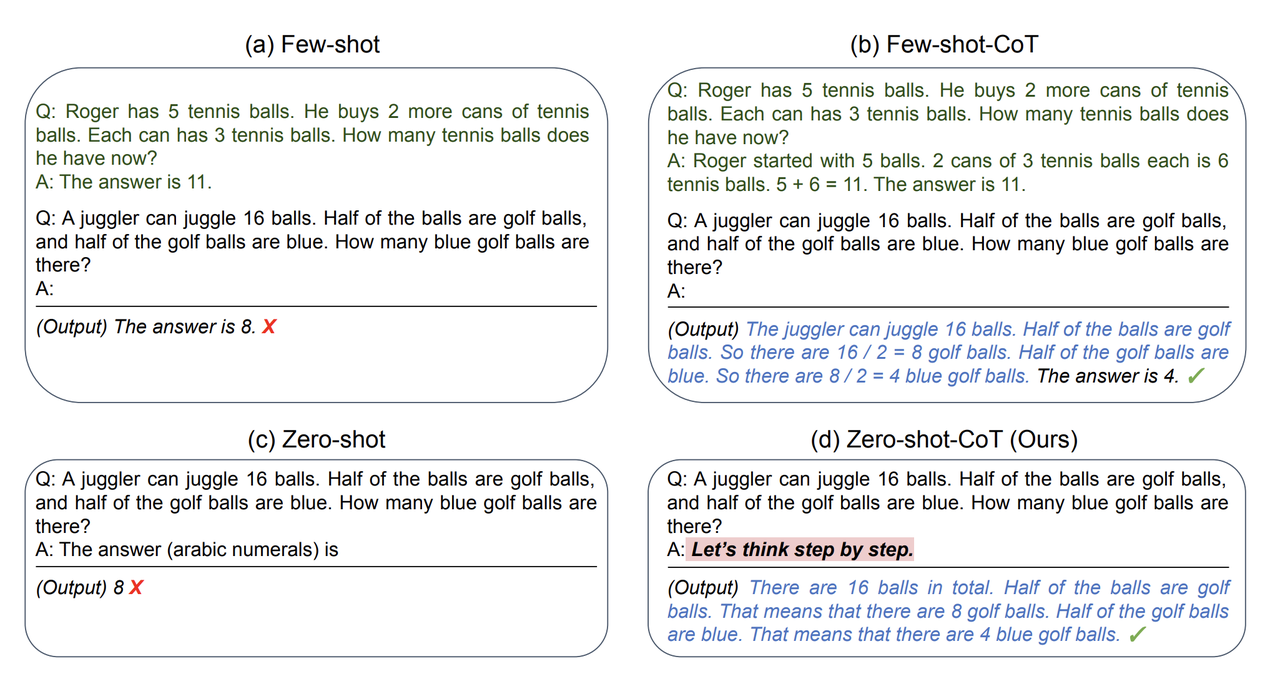 (a) Few-shot
Q: Roger has 5 tennis balls. He buys 2 more cans of tennis
balls. Each can has 3 tennis balls. How many tennis balls does
he have now?
A: The answer is 11.
Q: A juggler can juggle 16 balls. Half of the balls are golf balls,
and half of the golf balls are blue. How many blue golf balls are
there?
A:
(Output) The answer is 8. X
(b) Few-shot-CoT
Q: Roger has 5 tennis balls. He buys 2 more cans of tennis
balls. Each can has 3 tennis balls. How many tennis balls does
he have now?
A: Roger started with 5 balls. 2 cans of 3 tennis balls each is 6
tennis balls. 5 + 6 = 11. The answer is 11.
Q: A juggler can juggle 16 balls. Half of the balls are golf balls,
and half of the golf balls are blue. How many blue golf balls are
there?
A:
(Output) The juggler can juggle 16 balls. Half of the balls are golf
balls. So there are 16 / 2 = 8 golf balls. Half of the golf balls are
blue. So there are 8 / 2 = 4 blue golf balls. The answer is 4. ✓
(c) Zero-shot
Q: A juggler can juggle 16 balls. Half of the balls are golf balls,
and half of the golf balls are blue. How many blue golf balls are
there?
A: The answer (arabic numerals) is
(Output) 8 X
(d) Zero-shot-CoT (Ours)
Q: A juggler can juggle 16 balls. Half of the balls are golf balls,
and half of the golf balls are blue. How many blue golf balls are
there?
A: Let’s think step by step.
(Output) There are 16 balls in total. Half of the balls are golf
balls. That means that there are 8 golf balls. Half of the golf balls
are blue. That means that there are 4 blue golf balls. ✓